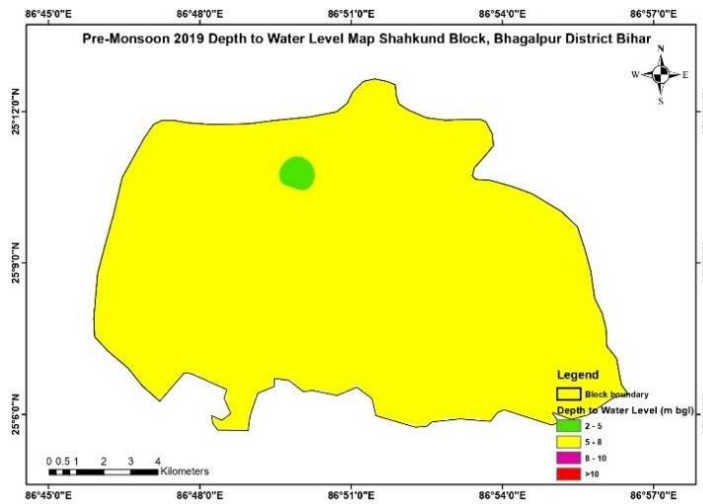 86°45'0"E 86°48'0"E 86°51'0"E 86°54'0"E 86°57'0"E
Pre-Monsoon 2019 Depth to Water Level Map Shahkund Block, Bhagalpur District Bihar
N
W E
S
25°12'0"N
25°9'0"N
25°6'0"N
Legend
Block boundary
Depth to Water Level (m bgl)
2 - 5
5 - 8
8 - 10
>10
0 0.5 1 2 3 4
Kilometers
86°45'0"E 86°48'0"E 86°51'0"E 86°54'0"E 86°57'0"E